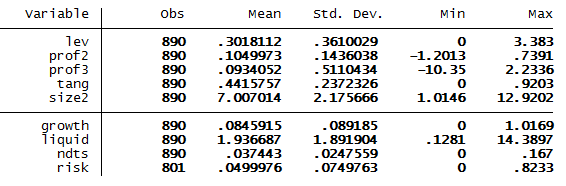 Variable Obs Mean Std. Dev. Min Max
lev 890 .3018112 .3610029 0 3.383
prof2 890 .1049973 .1436038 -1.2013 .7391
prof3 890 .0934052 .5110434 -10.35 2.2336
tang 890 .4415757 .2372326 0 .9203
size2 890 7.007014 2.175666 1.0146 12.9202
growth 890 .0845915 .089185 0 1.0169
liquid 890 1.936687 1.891904 .1281 14.3897
ndts 890 .037443 .0247559 0 .167
risk 801 .0499976 .0749763 0 .8233